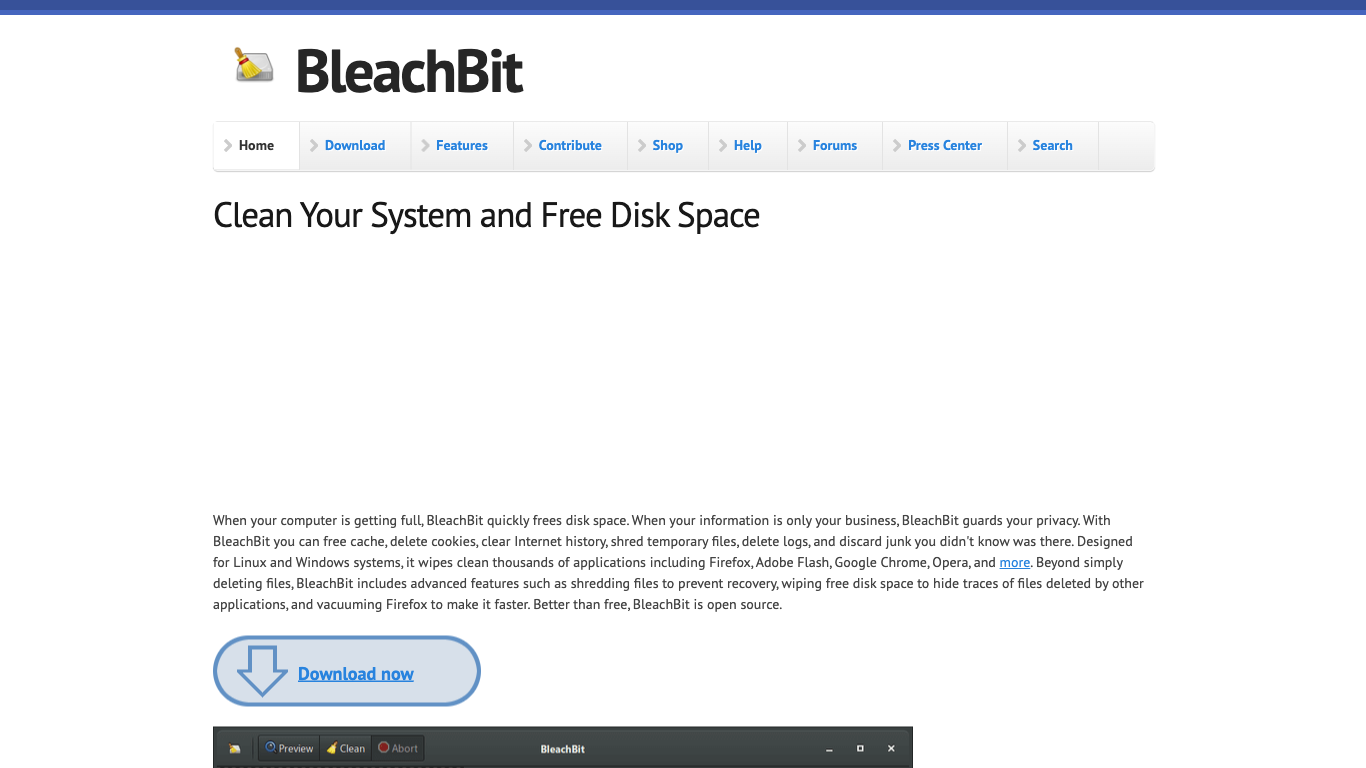 BleachBit
Home Download Features Contribute Shop Help Forums Press Center Search
Clean Your System and Free Disk Space
When your computer is getting full, BleachBit quickly frees disk space. When your information is only your business, BleachBit guards your privacy. With
BleachBit you can free cache, delete cookies, clear Internet history, shred temporary files, delete logs, and discard junk you didn't know was there. Designed
for Linux and Windows systems, it wipes clean thousands of applications including Firefox, Adobe Flash, Google Chrome, Opera, and more. Beyond simply
deleting files, BleachBit includes advanced features such as shredding files to prevent recovery, wiping free disk space to hide traces of files deleted by other
applications, and vacuuming Firefox to make it faster. Better than free, BleachBit is open source.
Download now
Preview Clean Abort BleachBit